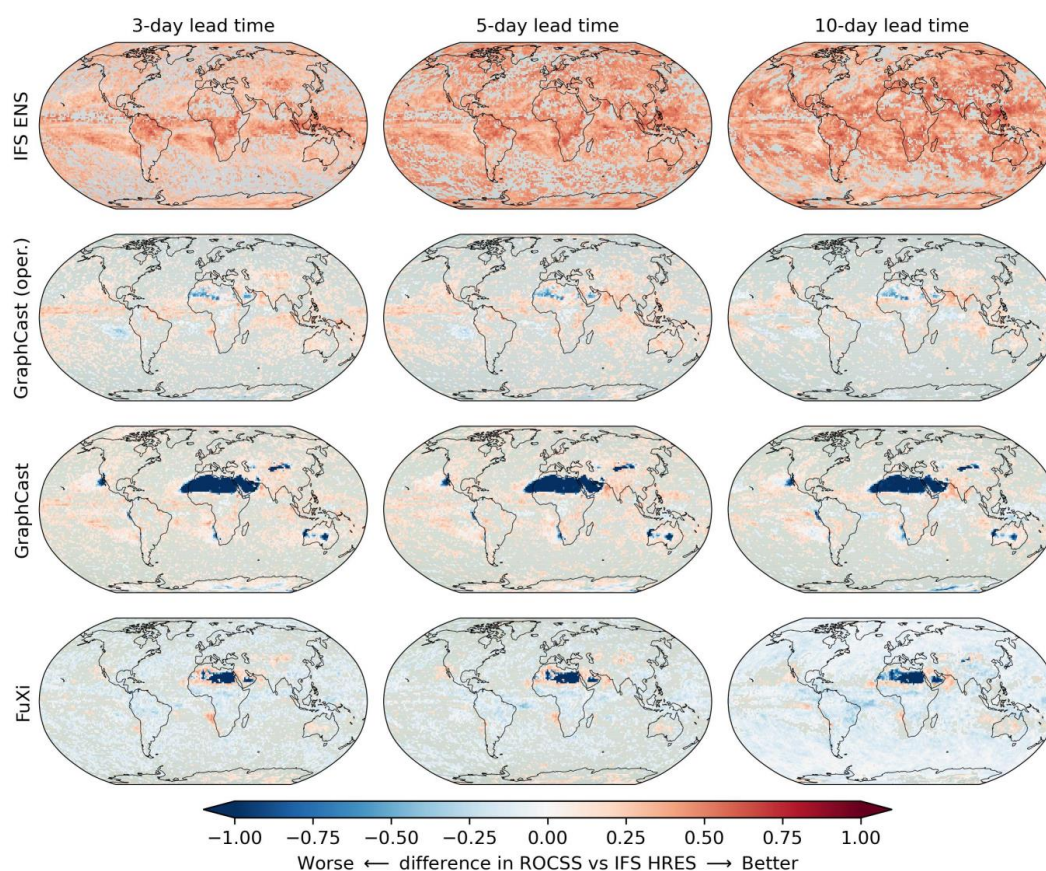 3-day lead time 5-day lead time 10-day lead time
IFS ENS
GraphCast (oper.)
GraphCast
FuXi
−1.00 −0.75 −0.50 −0.25 0.00 0.25 0.50 0.75 1.00
Worse ← difference in ROCSS vs IFS HRES → Better